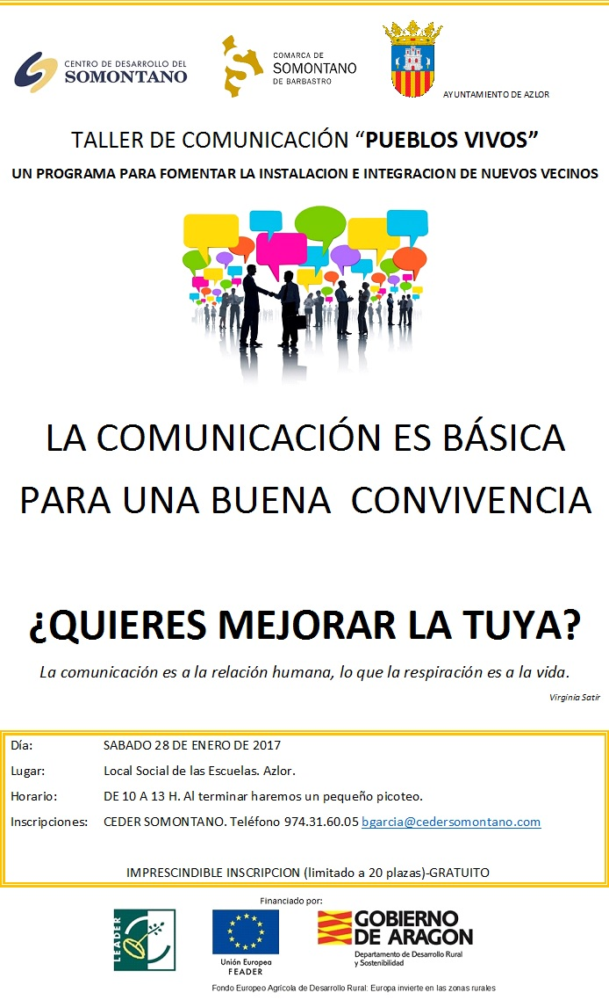 CENTRO DE DESARROLLO DEL
SOMONTANO
COMARCA DE
SOMONTANO
DE BARBASTRO
AYUNTAMIENTO DE AZLOR
TALLER DE COMUNICACIÓN “PUEBLOS VIVOS”
UN PROGRAMA PARA FOMENTAR LA INSTALACION E INTEGRACION DE NUEVOS VECINOS
LA COMUNICACIÓN ES BÁSICA
PARA UNA BUENA CONVIVENCIA
¿QUIERES MEJORAR LA TUYA?
La comunicación es a la relación humana, lo que la respiración es a la vida.
Virginia Satir
Día: SABADO 28 DE ENERO DE 2017
Lugar: Local Social de las Escuelas. Azlor.
Horario: DE 10 A 13 H. Al terminar haremos un pequeño picoteo.
Inscripciones: CEDER SOMONTANO. Teléfono 974.31.60.05 bgarcia@cedersomontano.com
IMPRESCINDIBLE INSCRIPCION (limitado a 20 plazas)-GRATUITO
Financiado por:
LEADER
Unión Europea
FEADER
GOBIERNO
DE ARAGON
Departamento de Desarrollo Rural
y Sostenibilidad
Fondo Europeo Agrícola de Desarrollo Rural: Europa invierte en las zonas rurales